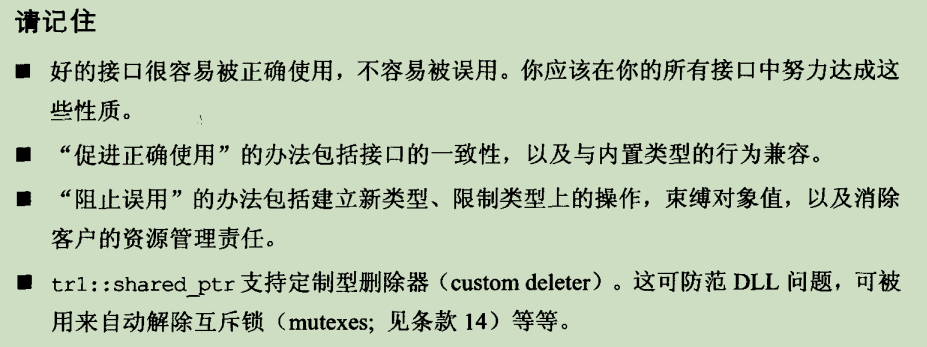 请记住
■ 好的接口很容易被正确使用，不容易被误用。你应该在你的所有接口中努力达成这
些性质。
■ “促进正确使用”的办法包括接口的一致性，以及与内置类型的行为兼容。
■ “阻止误用”的办法包括建立新类型、限制类型上的操作，束缚对象值，以及消除
客户的资源管理责任。
■ tr1::shared_ptr 支持定制型删除器（custom deleter）。这可防范 DLL 问题，可被
用来自动解除互斥锁（mutexes; 见条款 14）等等。